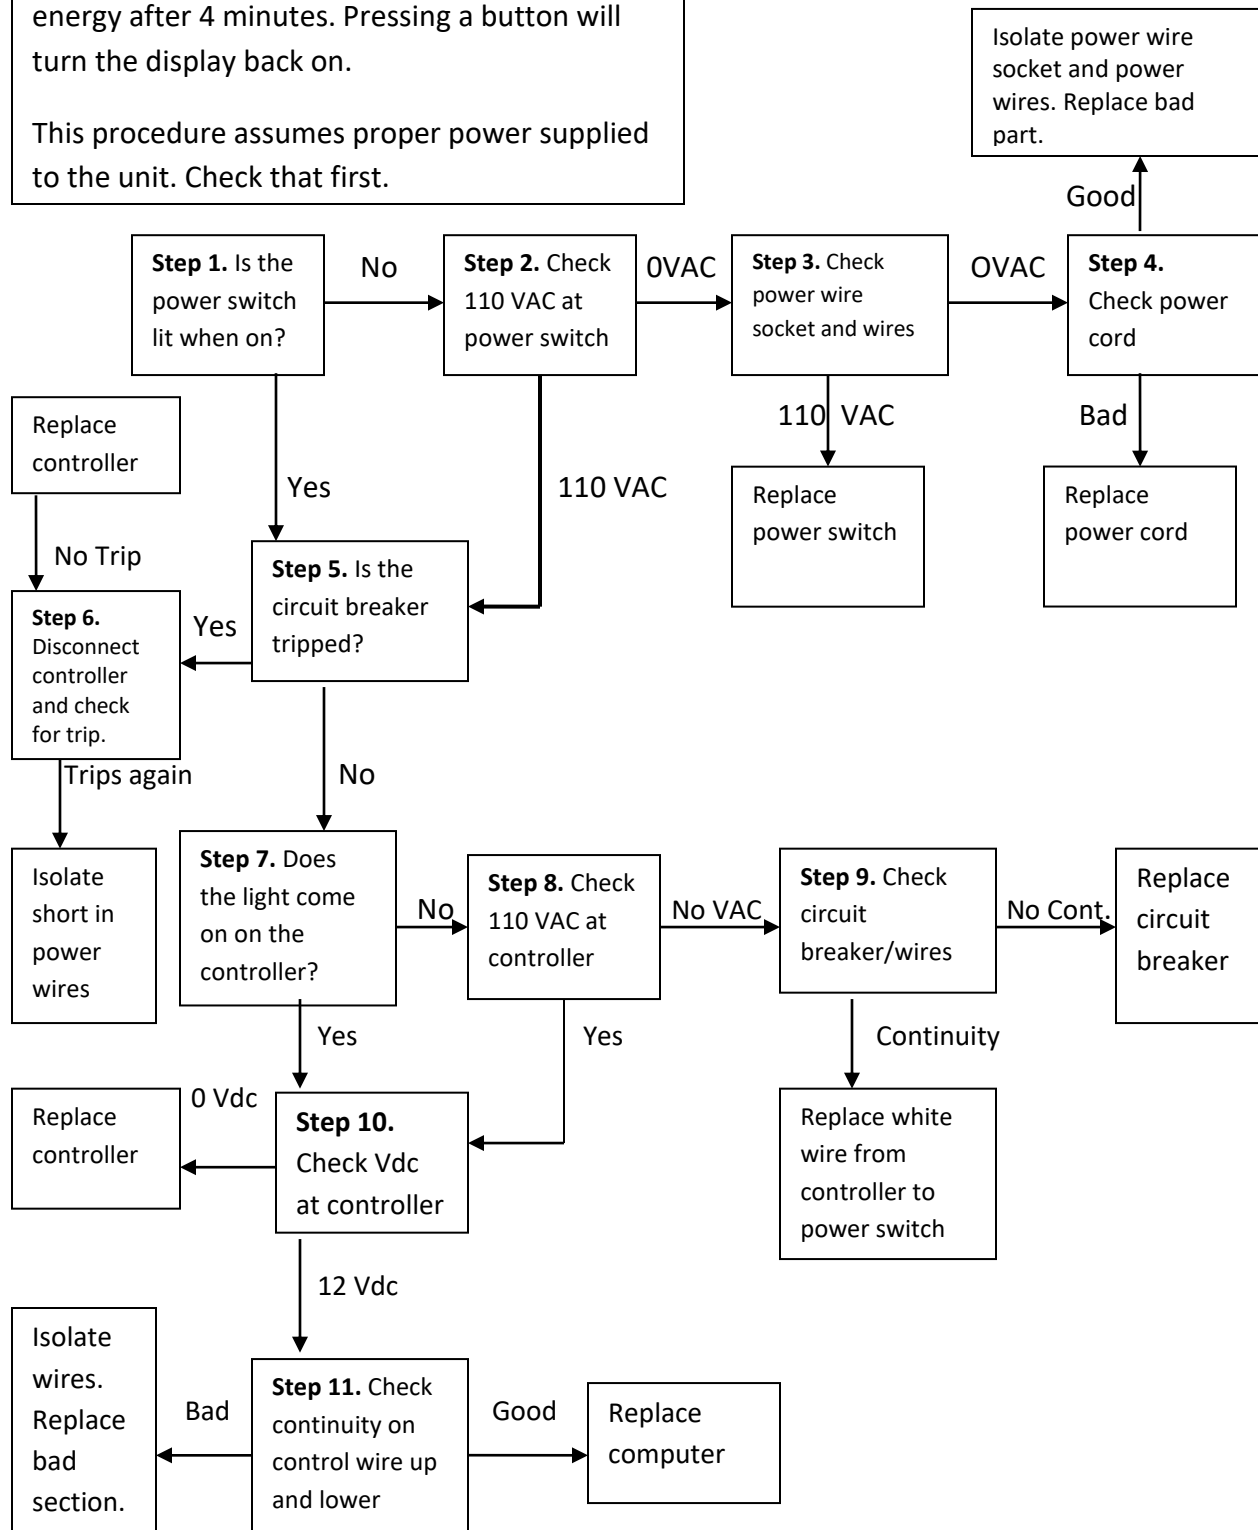 energy after 4 minutes. Pressing a button will
turn the display back on.
This procedure assumes proper power supplied
to the unit. Check that first.
Isolate power wire
socket and power
wires. Replace bad
part.
Good
Step 1. Is the
power switch
lit when on?
No
Step 2. Check
110 VAC at
power switch
0VAC
Step 3. Check
power wire
socket and wires
OVAC
Step 4.
Check power
cord
Replace
controller
Yes
110 VAC
110 VAC
Replace
power switch
Bad
Replace
power cord
No Trip
Step 5. Is the
circuit breaker
tripped?
Yes
Step 6.
Disconnect
controller
and check
for trip.
Trips again
No
Isolate
short in
power
wires
Step 7. Does
the light come
on on the
controller?
No
Step 8. Check
110 VAC at
controller
No VAC
Step 9. Check
circuit
breaker/wires
No Cont.
Replace
circuit
breaker
Yes
Yes
Continuity
Replace
controller
0 Vdc
Step 10.
Check Vdc
at controller
Replace white
wire from
controller to
power switch
12 Vdc
Isolate
wires.
Replace
bad
section.
Bad
Step 11. Check
continuity on
control wire up
and lower
Good
Replace
computer